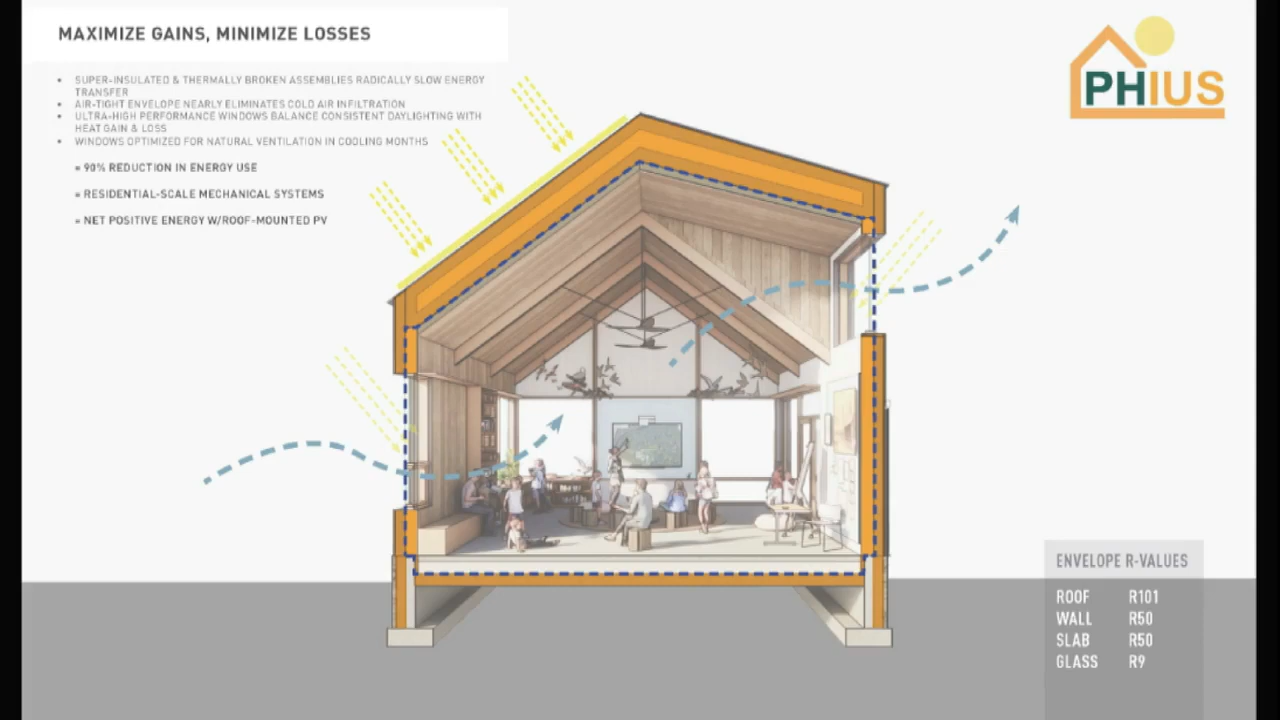 MAXIMIZE GAINS, MINIMIZE LOSSES
• SUPER-INSULATED & THERMALLY BROKEN ASSEMBLIES RADICALLY SLOW ENERGY
TRANSFER
• AIR-TIGHT ENVELOPE NEARLY ELIMINATES COLD AIR INFILTRATION
• ULTRA-HIGH PERFORMANCE WINDOWS BALANCE CONSISTENT DAYLIGHTING WITH
HEAT GAIN & LOSS
• WINDOWS OPTIMIZED FOR NATURAL VENTILATION IN COOLING MONTHS
= 90% REDUCTION IN ENERGY USE
= RESIDENTIAL-SCALE MECHANICAL SYSTEMS
= NET POSITIVE ENERGY W/ROOF-MOUNTED PV
PHIUS
ENVELOPE R-VALUES
ROOF R101
WALL R50
SLAB R50
GLASS R9